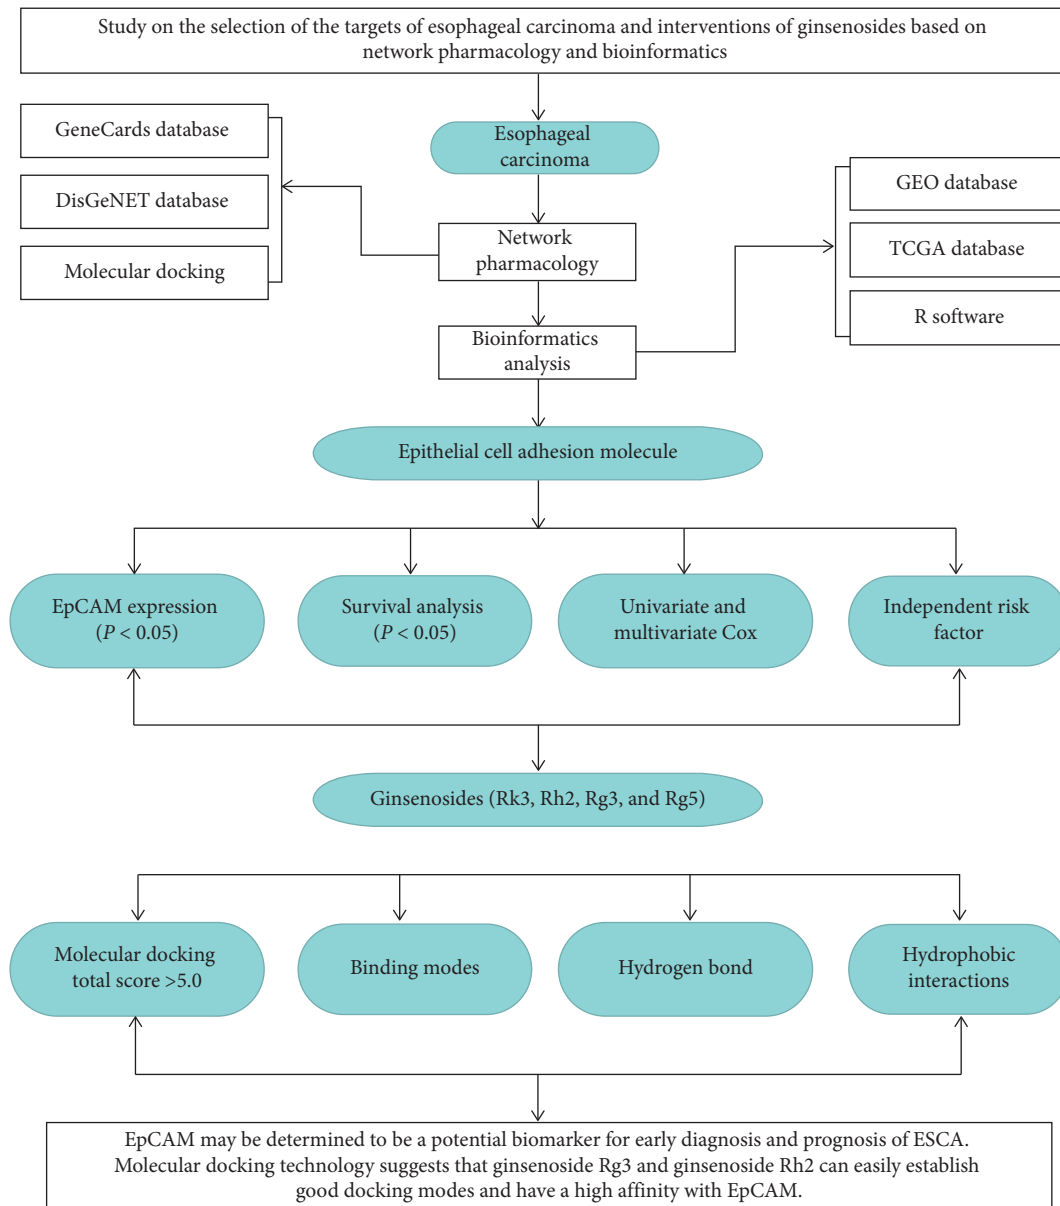 Study on the selection of the targets of esophageal carcinoma and interventions of ginsenosides based on
network pharmacology and bioinformatics
Esophageal
carcinoma
GeneCards database
DisGeNET database
Molecular docking
Network
pharmacology
GEO database
TCGA database
R software
Bioinformatics
analysis
Epithelial cell adhesion molecule
EpCAM expression
(P < 0.05)
Survival analysis
(P < 0.05)
Univariate and
multivariate Cox
Independent risk
factor
Ginsenosides (Rk3, Rh2, Rg3, and Rg5)
Molecular docking
total score >5.0
Binding modes
Hydrogen bond
Hydrophobic
interactions
EpCAM may be determined to be a potential biomarker for early diagnosis and prognosis of ESCA.
Molecular docking technology suggests that ginsenoside Rg3 and ginsenoside Rh2 can easily establish
good docking modes and have a high affinity with EpCAM.